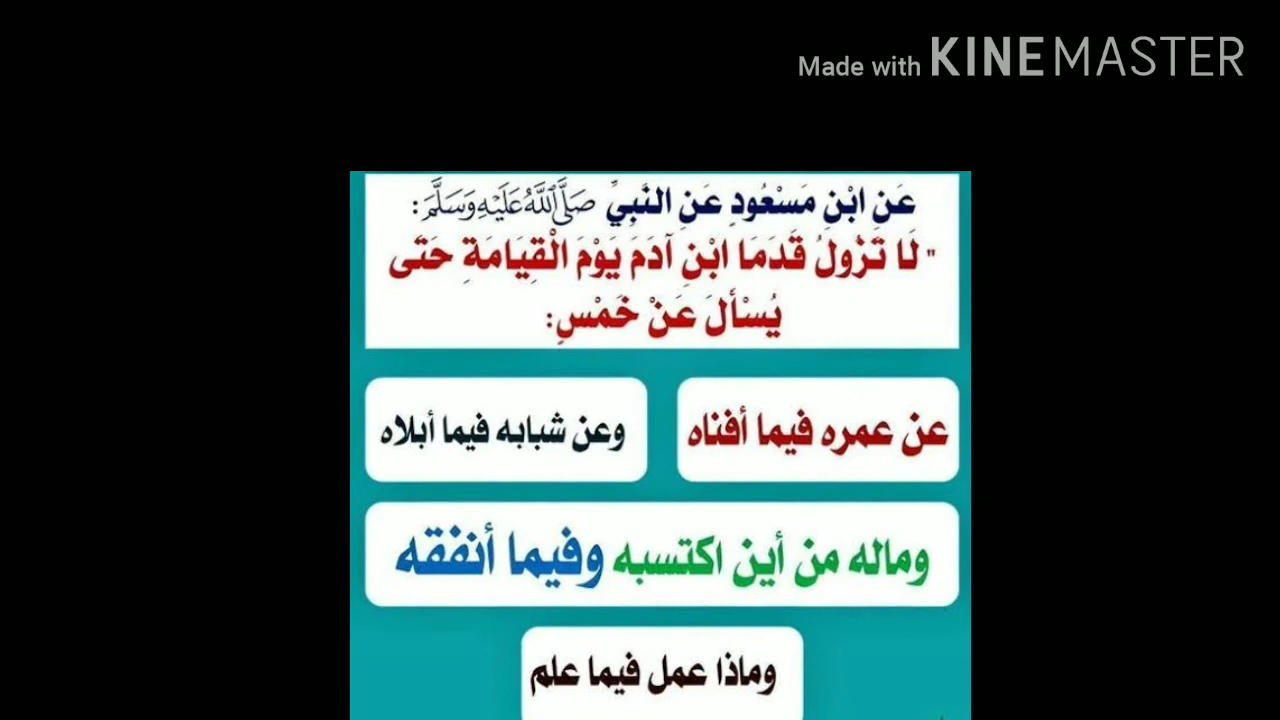 Made with KINEMASTER
عَنِ ابْنِ مَسْعُودٍ عَنِ النَّبِيِّ صَلَّى اللَّهُ عَلَيْهِ وَسَلَّمَ:
" لَا تَزُولُ قَدَمَا ابْنِ آدَمَ يَوْمَ الْقِيَامَةِ حَتَّى
يُسْأَلَ عَنْ خَمْسٍ:
عن عمره فيما أفناه
وعن شبابه فيما أبلاه
وماله من أين اكتسبه وفيما أنفقه
وماذا عمل فيما علم